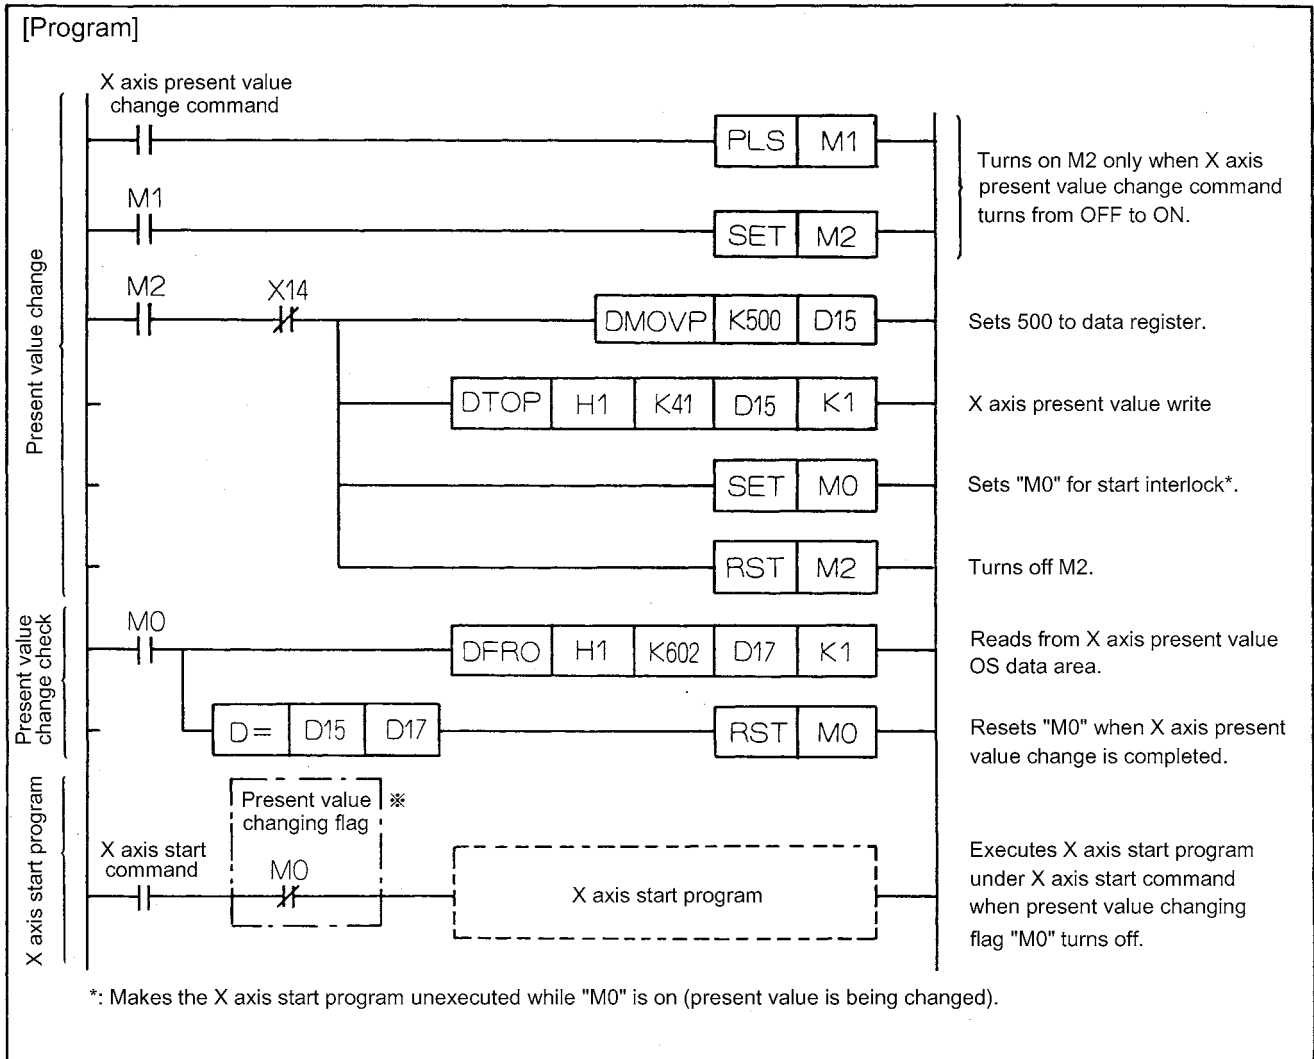 [Program]
X axis present value
change command
PLS M1
Turns on M2 only when X axis
present value change command
turns from OFF to ON.
M1
SET M2
Present value change
M2 X14
DMOVP K500 D15
Sets 500 to data register.
DTOP H1 K41 D15 K1
X axis present value write
SET M0
Sets "M0" for start interlock*.
RST M2
Turns off M2.
Present value
change check
M0
DFRO H1 K602 D17 K1
Reads from X axis present value
OS data area.
D= D15 D17
RST M0
Resets "M0" when X axis present
value change is completed.
X axis start program
Present value ※
changing flag
X axis start
command
M0
X axis start program
Executes X axis start program
under X axis start command
when present value changing
flag "M0" turns off.
*: Makes the X axis start program unexecuted while "M0" is on (present value is being changed).